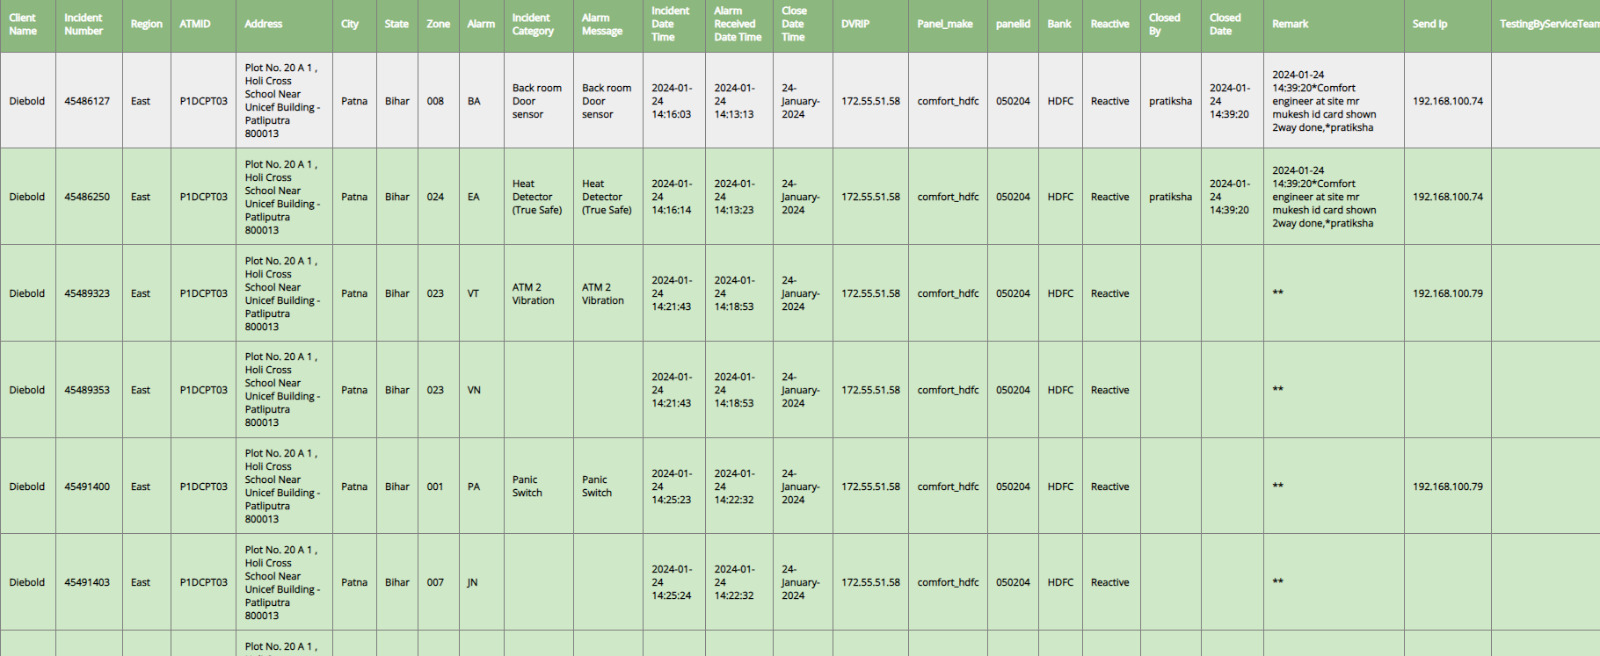 Client Name | Incident Number | Region | ATMID | Address | City | State | Zone | Alarm | Incident Category | Alarm Message | Incident Date Time | Alarm Received Date Time | Close Date Time | DVRIP | Panel_make | panelid | Bank | Reactive | Closed By | Closed Date | Remark | Send Ip | TestingByServiceTeam
Diebold | 45486127 | East | P1DCPT03 | Plot No. 20 A 1 , Holi Cross School Near Unicef Building - Patliputra 800013 | Patna | Bihar | 008 | BA | Back room Door sensor | Back room Door sensor | 2024-01-24 14:16:03 | 2024-01-24 14:13:13 | 24-January-2024 | 172.55.51.58 | comfort_hdfc | 050204 | HDFC | Reactive | pratiksha | 2024-01-24 14:39:20 | 2024-01-24 14:39:20*Comfort engineer at site mr mukesh id card shown 2way done,*pratiksha | 192.168.100.74
Diebold | 45486250 | East | P1DCPT03 | Plot No. 20 A 1 , Holi Cross School Near Unicef Building - Patliputra 800013 | Patna | Bihar | 024 | EA | Heat Detector (True Safe) | Heat Detector (True Safe) | 2024-01-24 14:16:14 | 2024-01-24 14:13:23 | 24-January-2024 | 172.55.51.58 | comfort_hdfc | 050204 | HDFC | Reactive | pratiksha | 2024-01-24 14:39:20 | 2024-01-24 14:39:20*Comfort engineer at site mr mukesh id card shown 2way done,*pratiksha | 192.168.100.74
Diebold | 45489323 | East | P1DCPT03 | Plot No. 20 A 1 , Holi Cross School Near Unicef Building - Patliputra 800013 | Patna | Bihar | 023 | VT | ATM 2 Vibration | ATM 2 Vibration | 2024-01-24 14:21:43 | 2024-01-24 14:18:53 | 24-January-2024 | 172.55.51.58 | comfort_hdfc | 050204 | HDFC | Reactive | | | ** | 192.168.100.79
Diebold | 45489353 | East | P1DCPT03 | Plot No. 20 A 1 , Holi Cross School Near Unicef Building - Patliputra 800013 | Patna | Bihar | 023 | VN | | | 2024-01-24 14:21:43 | 2024-01-24 14:18:53 | 24-January-2024 | 172.55.51.58 | comfort_hdfc | 050204 | HDFC | Reactive | | | **
Diebold | 45491400 | East | P1DCPT03 | Plot No. 20 A 1 , Holi Cross School Near Unicef Building - Patliputra 800013 | Patna | Bihar | 001 | PA | Panic Switch | Panic Switch | 2024-01-24 14:25:23 | 2024-01-24 14:22:32 | 24-January-2024 | 172.55.51.58 | comfort_hdfc | 050204 | HDFC | Reactive | | | ** | 192.168.100.79
Diebold | 45491403 | East | P1DCPT03 | Plot No. 20 A 1 , Holi Cross School Near Unicef Building - Patliputra 800013 | Patna | Bihar | 007 | JN | | | 2024-01-24 14:25:24 | 2024-01-24 14:22:32 | 24-January-2024 | 172.55.51.58 | comfort_hdfc | 050204 | HDFC | Reactive | | | **
Plot No. 20 A 1 ,